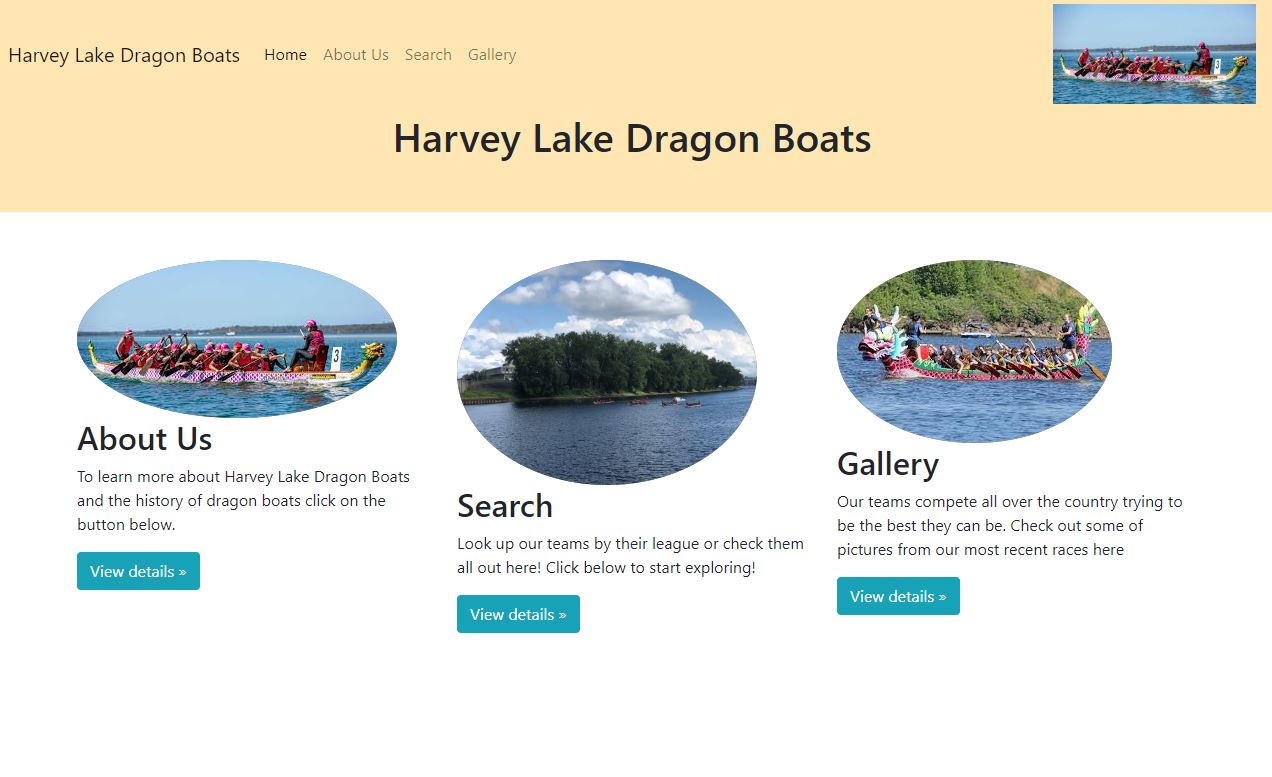 Harvey Lake Dragon Boats Home About Us Search Gallery
3
Harvey Lake Dragon Boats
3
About Us
To learn more about Harvey Lake Dragon Boats
and the history of dragon boats click on the
button below.
View details »
Search
Look up our teams by their league or check them
all out here! Click below to start exploring!
View details »
Gallery
Our teams compete all over the country trying to
be the best they can be. Check out some of
pictures from our most recent races here
View details »